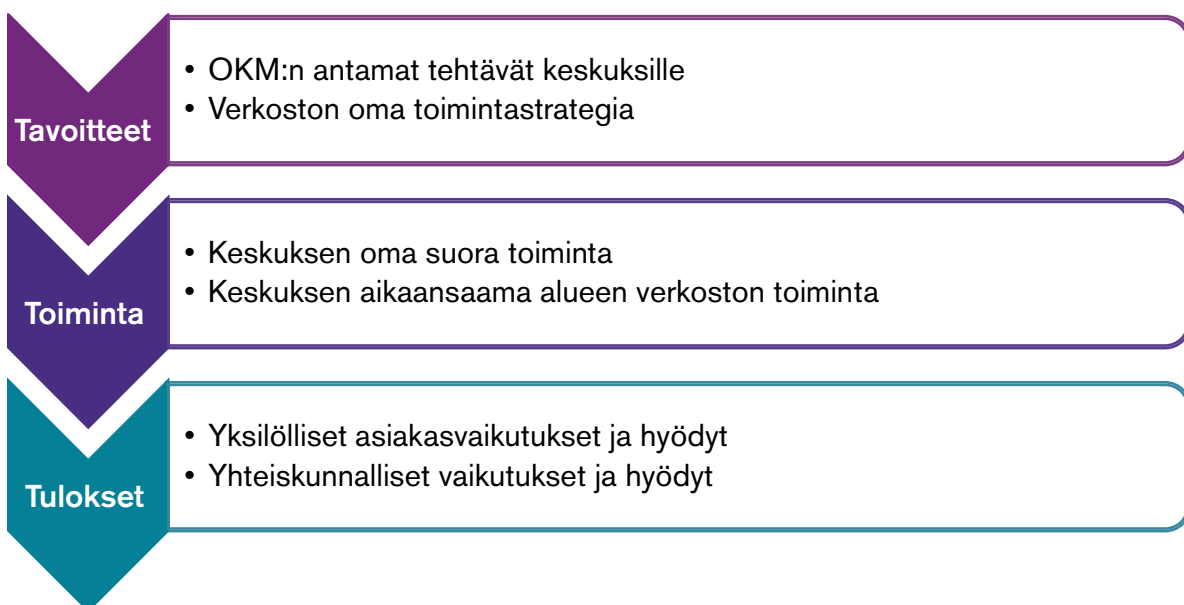 Tavoitteet
• OKM:n antamat tehtävät keskuksille
• Verkoston oma toimintastrategia
Toiminta
• Keskuksen oma suora toiminta
• Keskuksen aikaansaama alueen verkoston toiminta
Tulokset
• Yksilölliset asiakasvaikutukset ja hyödyt
• Yhteiskunnalliset vaikutukset ja hyödyt